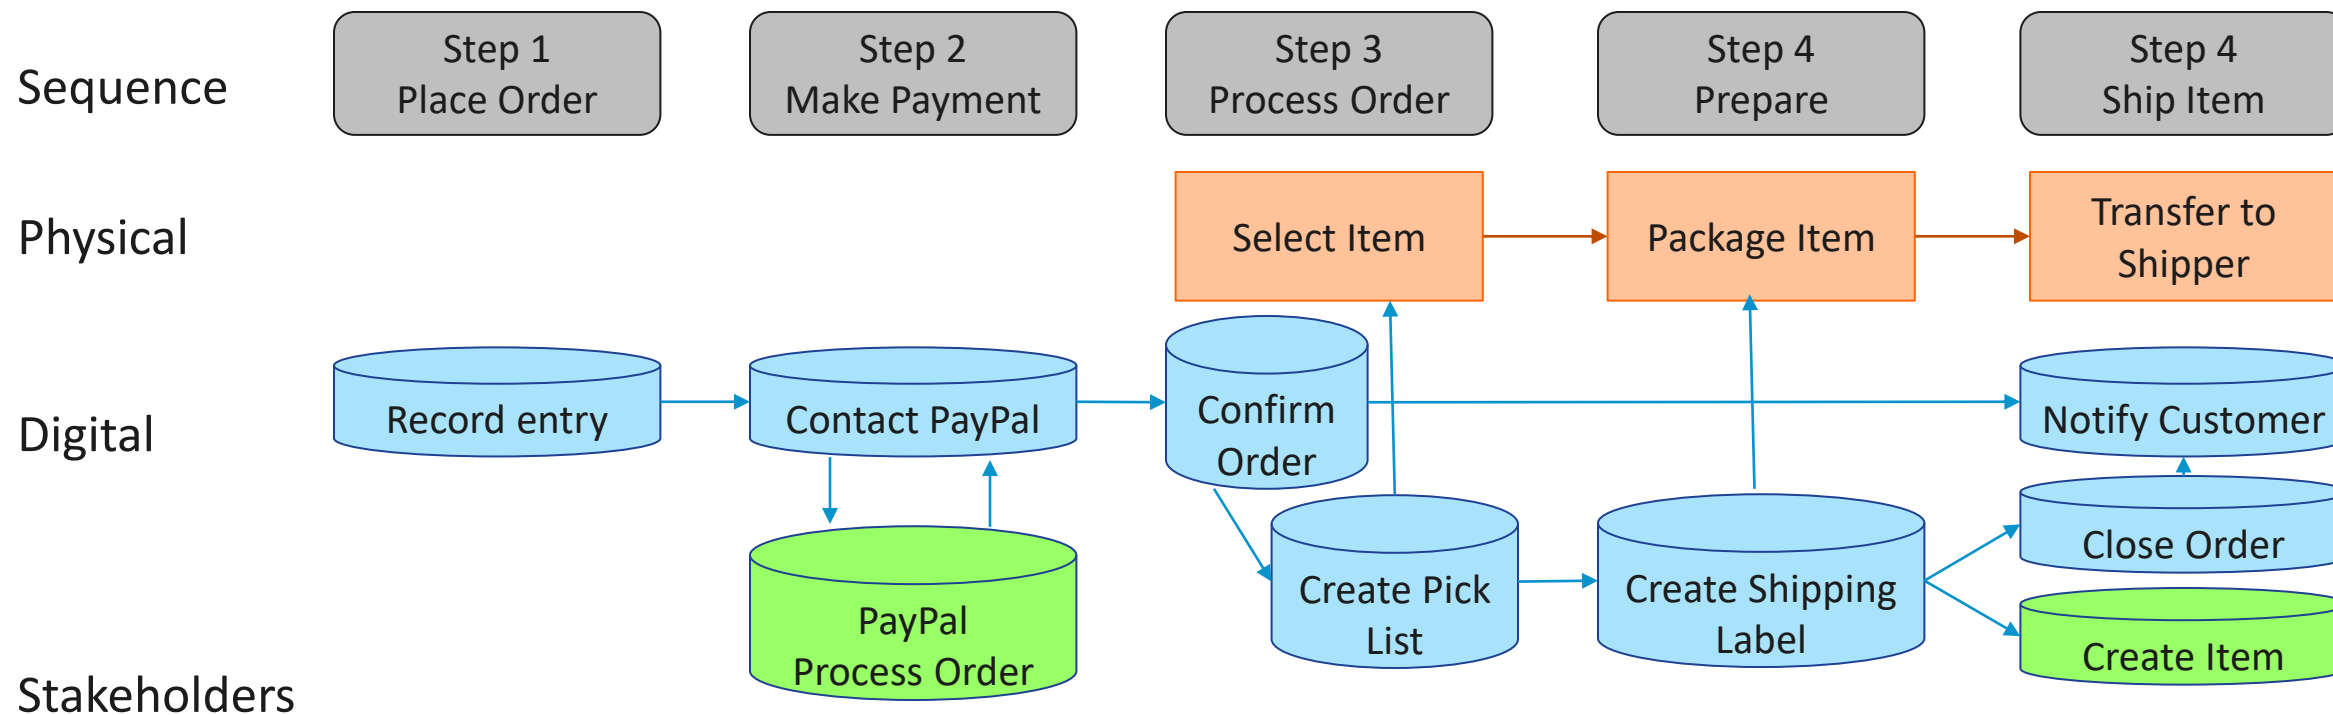 Sequence
Step 1
Place Order
Step 2
Make Payment
Step 3
Process Order
Step 4
Prepare
Step 4
Ship Item
Physical
Select Item
Package Item
Transfer to
Shipper
Digital
Record entry
Contact PayPal
Confirm
Order
Notify Customer
Create Pick
List
Create Shipping
Label
Close Order
Stakeholders
PayPal
Process Order
Create Item